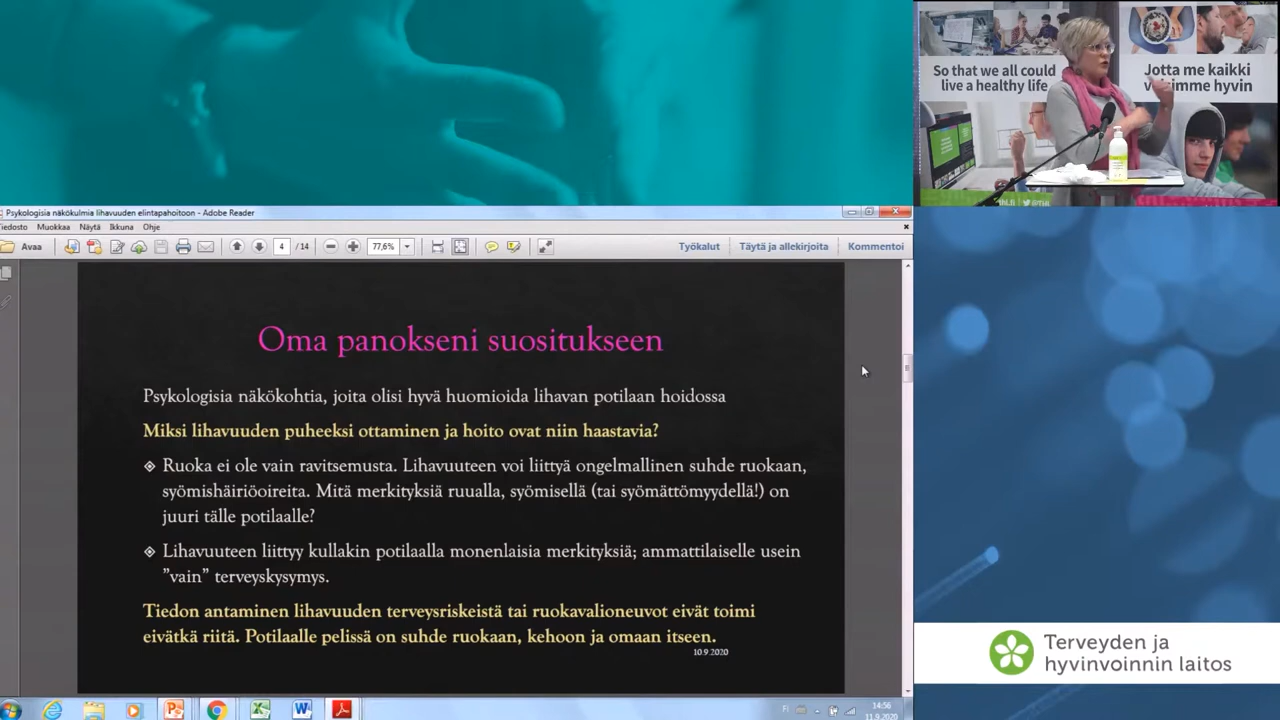 So that we all could
live a healthy life
Jotta me kaikki
voisimme hyvin
Psykologisia näkökulmia lihavuuden elintapahoitoon - Adobe Reader
Tiedosto Muokkaa Näytä Ikkuna Ohje
Avaa 4 / 14 77,6% Työkalut Täytä ja allekirjoita Kommentoi
Oma panokseni suositukseen
Psykologisia näkökohtia, joita olisi hyvä huomioida lihavan potilaan hoidossa
Miksi lihavuuden puheeksi ottaminen ja hoito ovat niin haastavia?
Ruoka ei ole vain ravitsemusta. Lihavuuteen voi liittyä ongelmallinen suhde ruokaan,
syömishäiriöoireita. Mitä merkityksiä ruualla, syömisellä (tai syömättömyydellä!) on
juuri tälle potilaalle?
Lihavuuteen liittyy kullakin potilaalla monenlaisia merkityksiä; ammattilaiselle usein
”vain” terveyskysymys.
Tiedon antaminen lihavuuden terveysriskeistä tai ruokavalioneuvot eivät toimi
eivätkä riitä. Potilaalle pelissä on suhde ruokaan, kehoon ja omaan itseen.
10.9.2020
Terveyden ja
hyvinvoinnin laitos
FI 14:56
11.9.2020